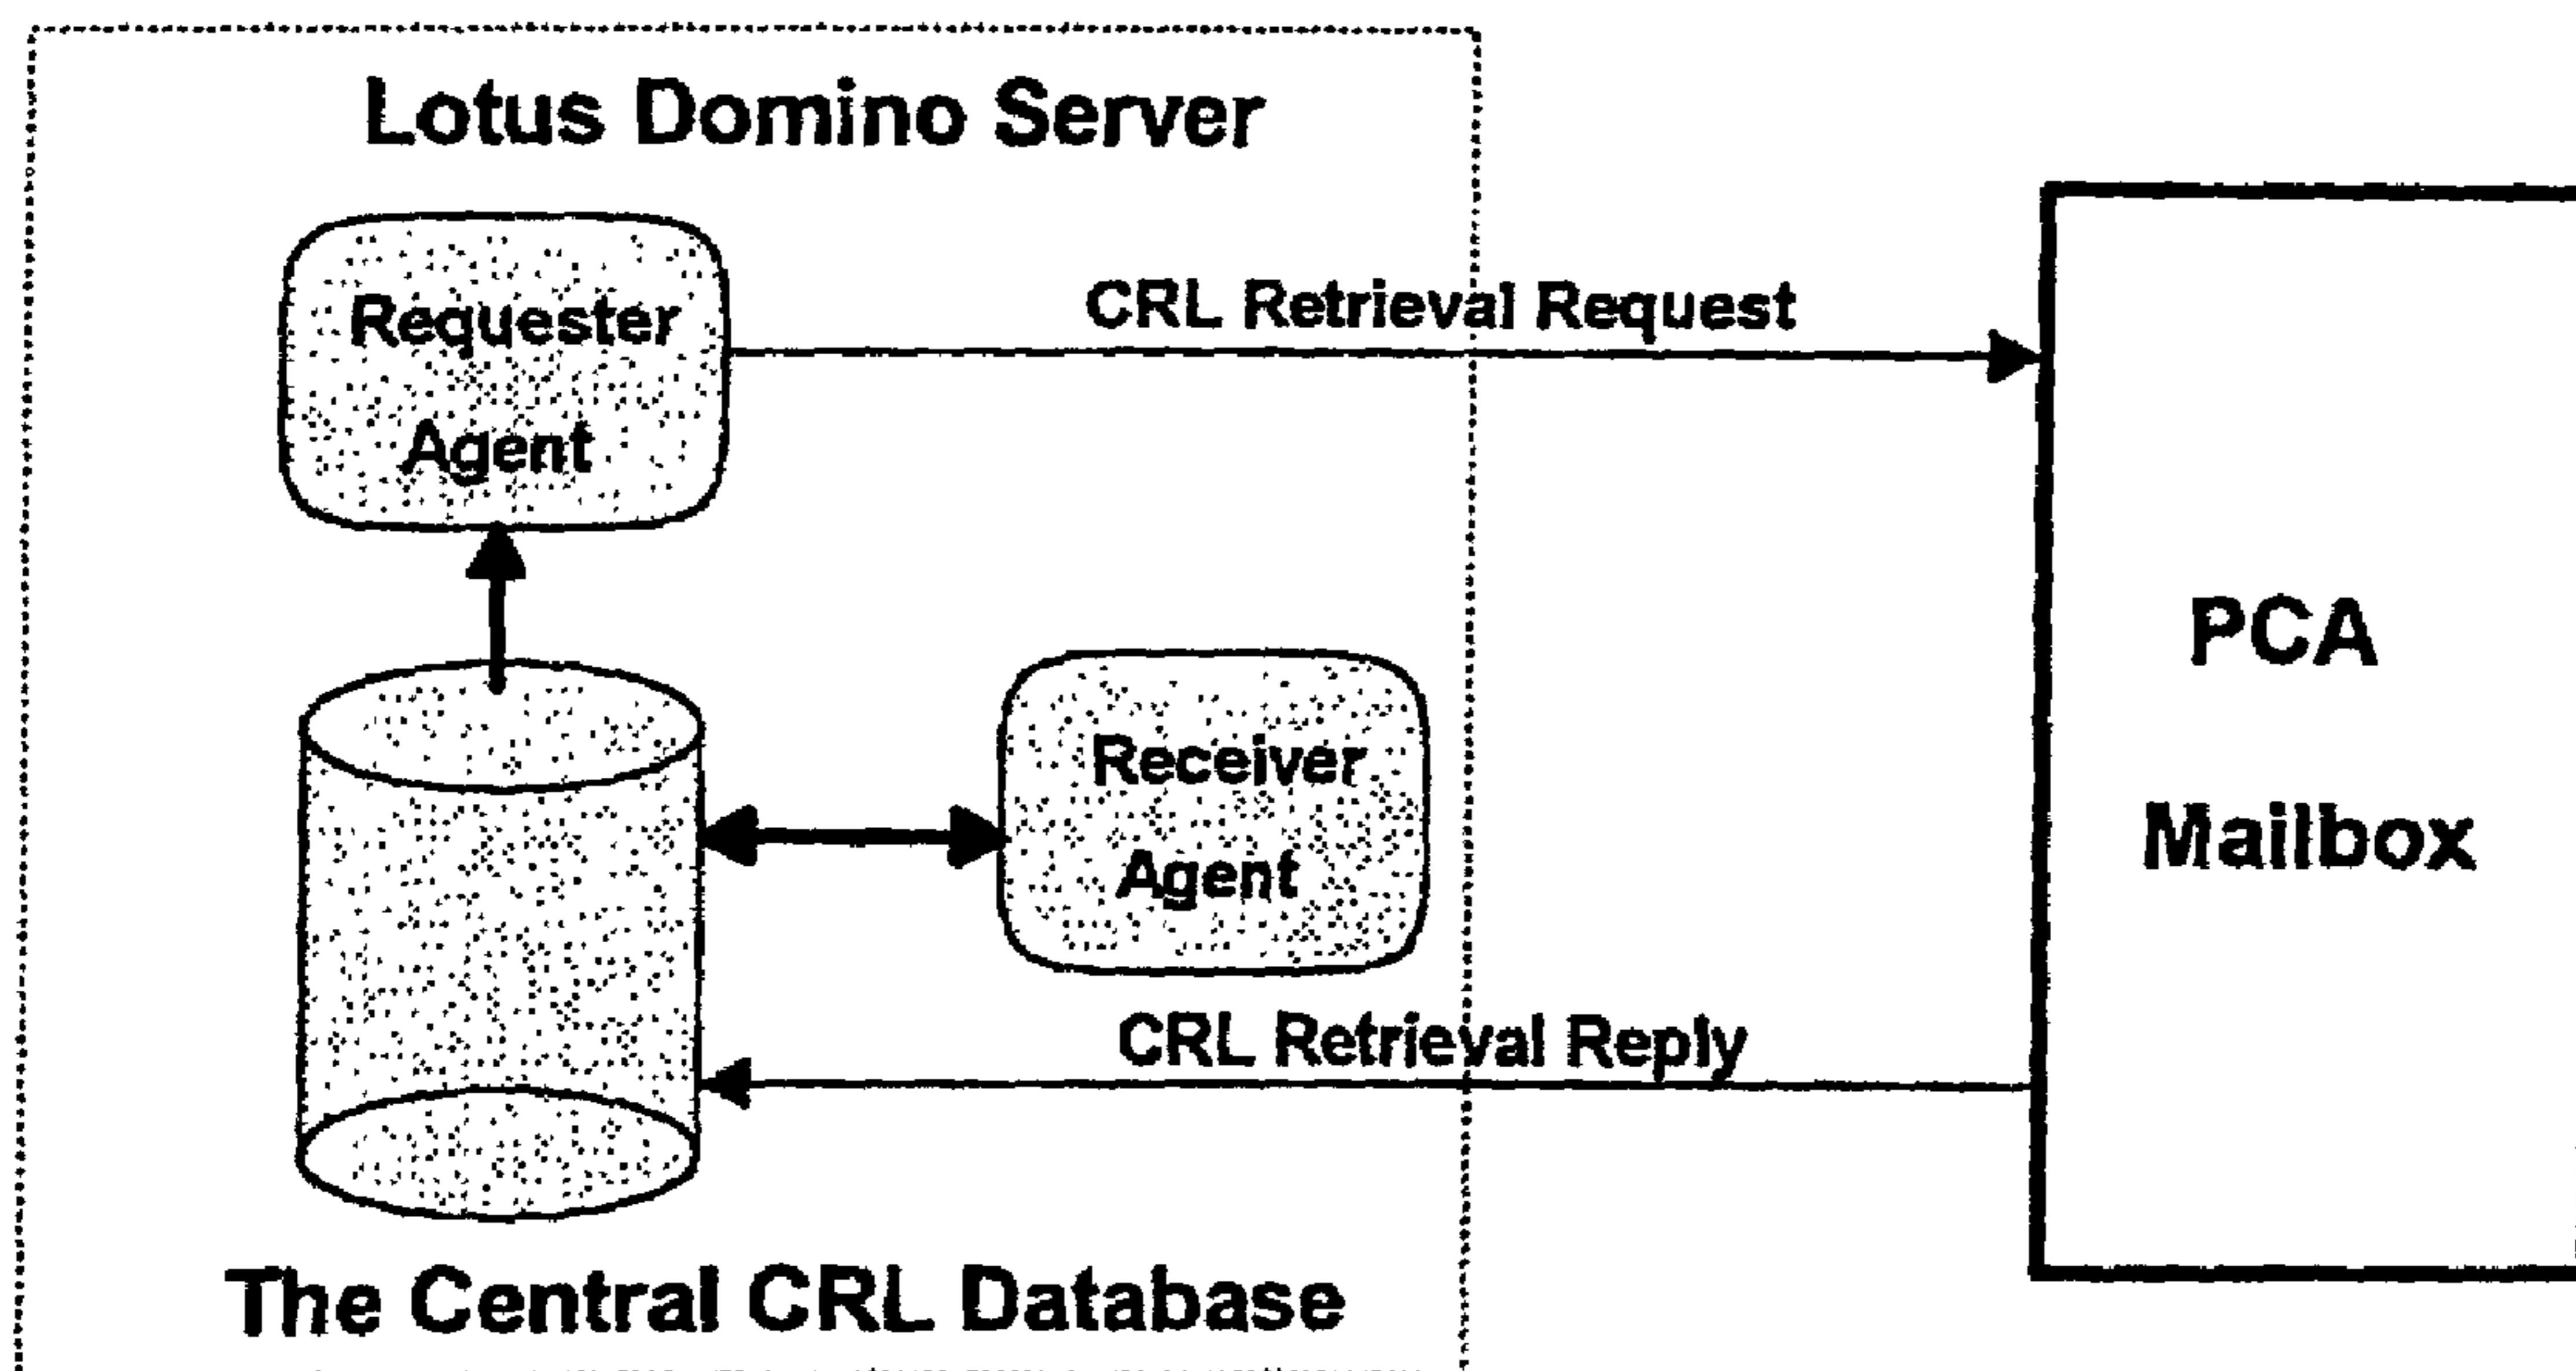 Lotus Domino Server
CRL Retrieval Request
Requester
Agent
PCA
Mailbox
Receiver
Agent
CRL Retrieval Reply
The Central CRL Database